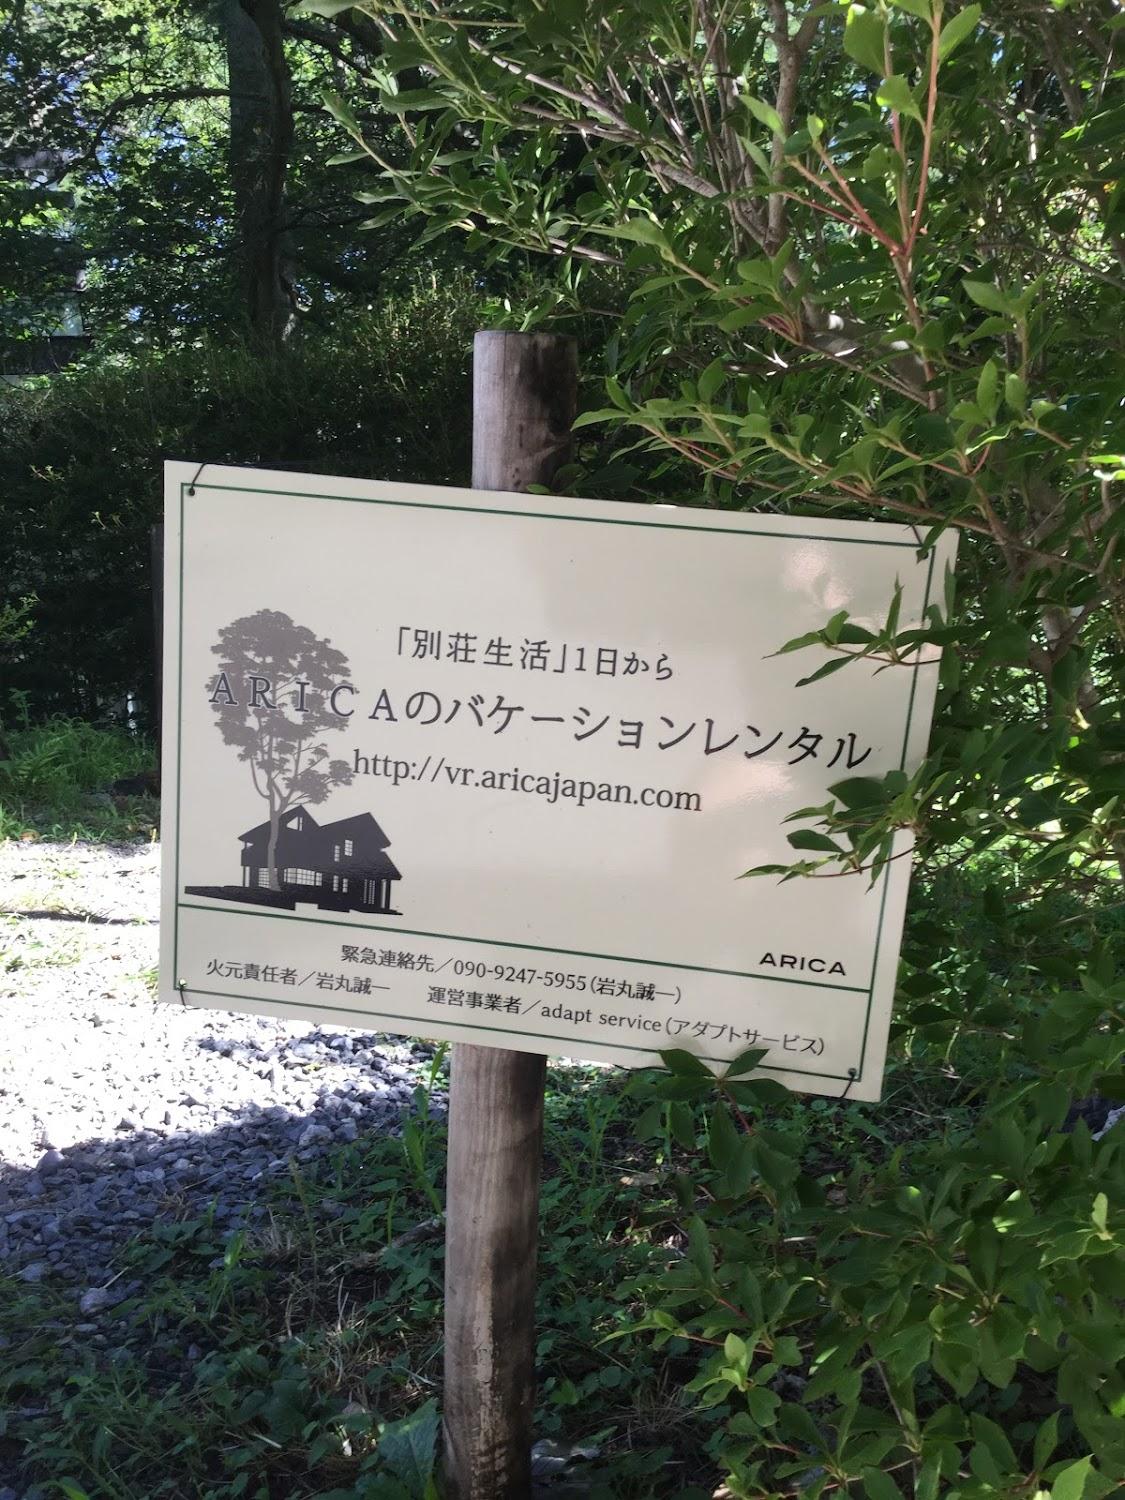 「別荘生活」1日から
ARICAのバケーションレンタル
http://vr.aricajapan.com
ARICA
緊急連絡先／090-9247-5955(岩丸誠一)
火元責任者／岩丸誠一　運営事業者／adapt service(アダプトサービス)